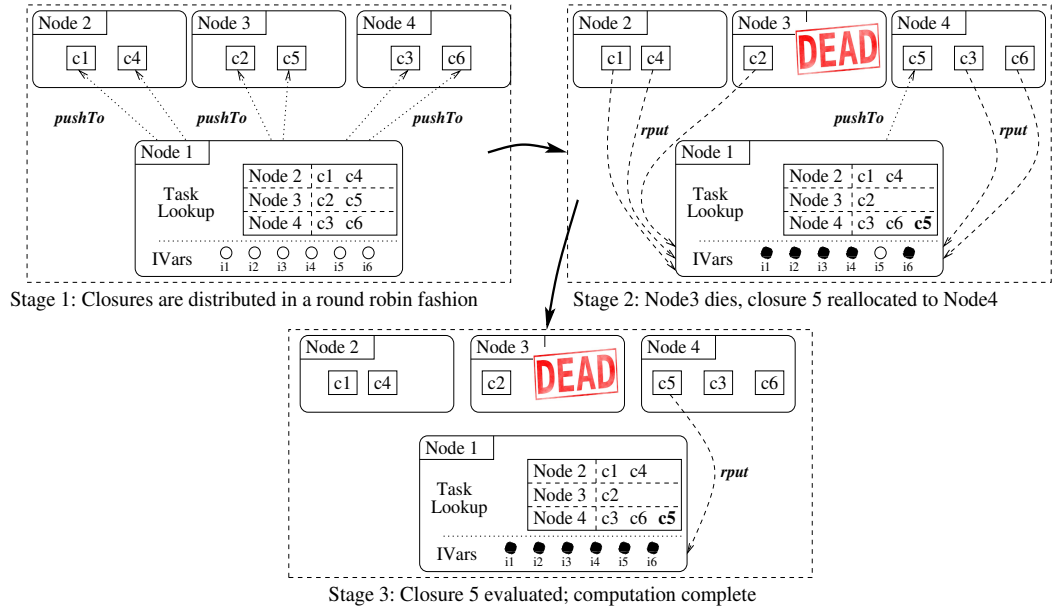 Node 2
Node 3
Node 4
c1
c4
c2
c5
c3
c6
pushTo
pushTo
pushTo
Node 1
Task
Lookup
Node 2 c1 c4
Node 3 c2 c5
Node 4 c3 c6
IVars
i1 i2 i3 i4 i5 i6
Stage 1: Closures are distributed in a round robin fashion
Node 2
Node 3
Node 4
DEAD
c1 c4
c2
c5 c3 c6
rput
pushTo
rput
Node 1
Task
Lookup
Node 2 c1 c4
Node 3 c2
Node 4 c3 c6 c5
IVars
i1 i2 i3 i4 i5 i6
Stage 2: Node3 dies, closure 5 reallocated to Node4
Node 2
Node 3
Node 4
DEAD
c1 c4
c2
c5 c3 c6
rput
Node 1
Task
Lookup
Node 2 c1 c4
Node 3 c2
Node 4 c3 c6 c5
IVars
i1 i2 i3 i4 i5 i6
Stage 3: Closure 5 evaluated; computation complete